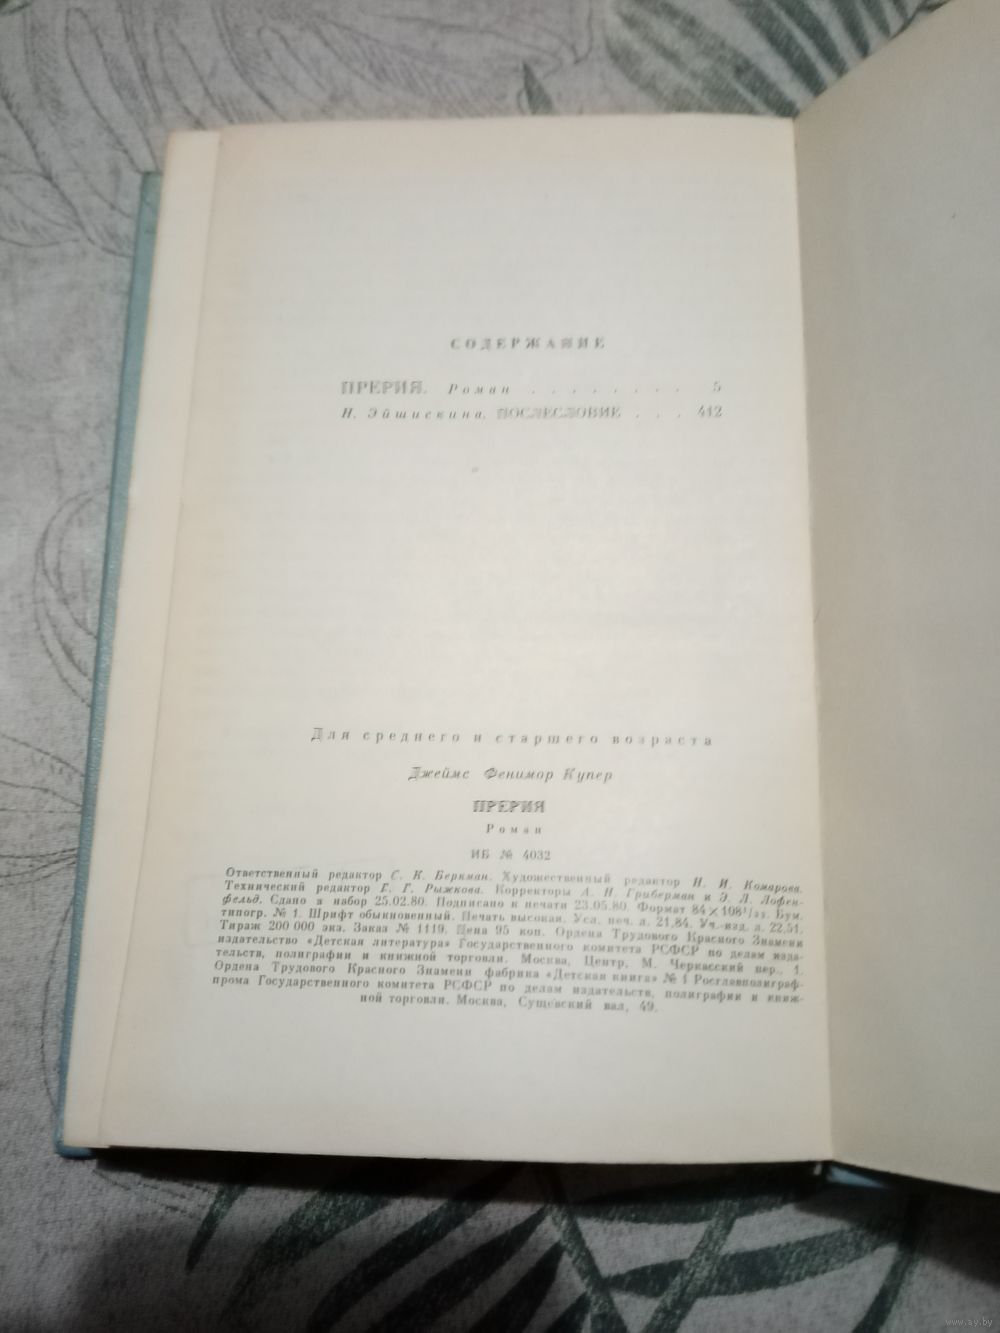 СОДЕРЖАНИЕ
ПРЕРИЯ. Роман . . . . . . . . 5
Н. Эйшискина. ПОСЛЕСЛОВИЕ . . . 412
Для среднего и старшего возраста
Джеймс Фенимор Купер
ПРЕРИЯ
Роман
ИБ № 4032
Ответственный редактор С. К. Беркман. Художественный редактор Н. И. Комарова.
Технический редактор Е. Г. Рыжкова. Корректоры А. Н. Гриберман и Э. Л. Лофен-
фельд. Сдано в набор 25.02.80. Подписано к печати 23.05.80. Формат 84×108¹/₃₂. Бум.
типогр. № 1. Шрифт обыкновенный. Печать высокая. Усл. печ. л. 21,84. Уч.-изд. л. 22,51.
Тираж 200 000 экз. Заказ № 1119. Цена 95 коп. Ордена Трудового Красного Знамени
издательство «Детская литература» Государственного комитета РСФСР по делам изда-
тельств, полиграфии и книжной торговли. Москва, Центр, М. Черкасский пер., 1.
Ордена Трудового Красного Знамени фабрика «Детская книга» № 1 Росглавполиграф-
прома Государственного комитета РСФСР по делам издательств, полиграфии и книж-
ной торговли. Москва, Сущевский вал, 49.
www.ay.by